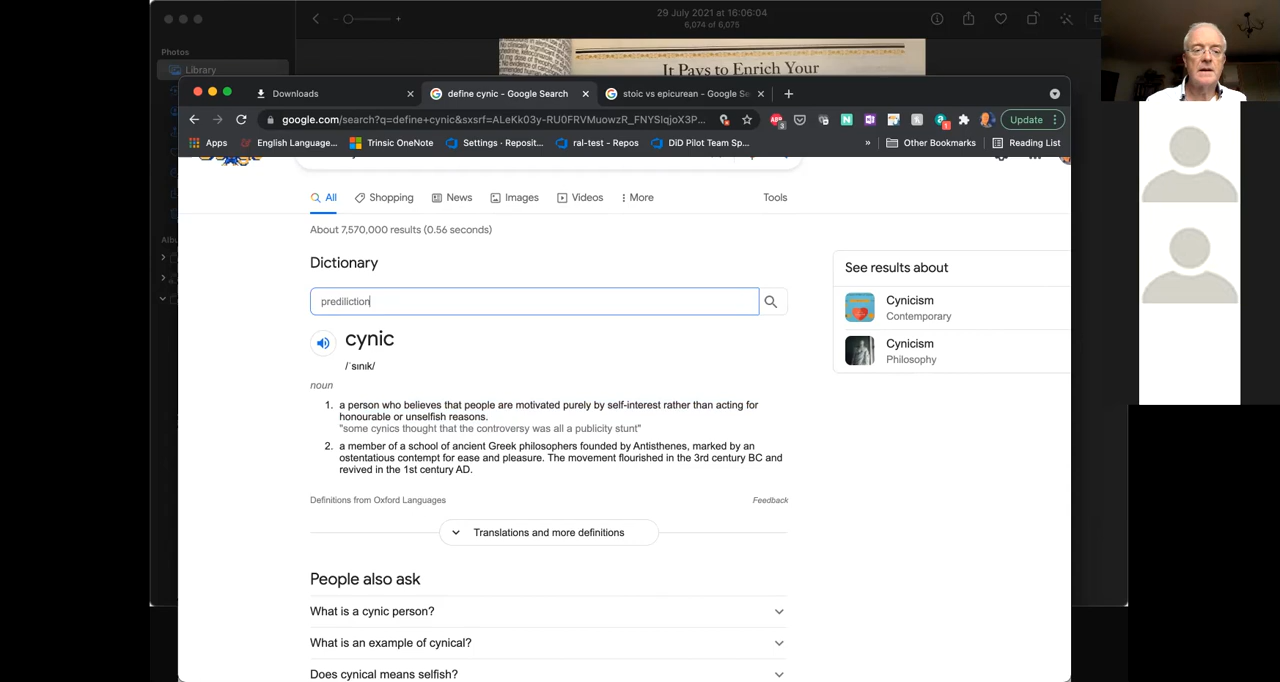 29 July 2021 at 16:06:04
6,074 of 6,075
Photos
Library
It Pays to Enrich Your
Downloads
define cynic - Google Search
stoic vs epicurean - Google Se
google.com/search?q=define+cynic&sxsrf=ALeKk03y-RU0FRVMuowzR_FNYSIqjoX3P...
Update
Apps
English Language...
Trinsic OneNote
Settings · Reposit...
ral-test - Repos
DiD Pilot Team Sp...
»
Other Bookmarks
Reading List
All
Shopping
News
Images
Videos
More
Tools
About 7,570,000 results (0.56 seconds)
Dictionary
prediliction
cynic
/ˈsɪnɪk/
noun
1. a person who believes that people are motivated purely by self-interest rather than acting for
honourable or unselfish reasons.
"some cynics thought that the controversy was all a publicity stunt"
2. a member of a school of ancient Greek philosophers founded by Antisthenes, marked by an
ostentatious contempt for ease and pleasure. The movement flourished in the 3rd century BC and
revived in the 1st century AD.
Definitions from Oxford Languages
Feedback
Translations and more definitions
People also ask
What is a cynic person?
What is an example of cynical?
Does cynical means selfish?
See results about
Cynicism
Contemporary
Cynicism
Philosophy